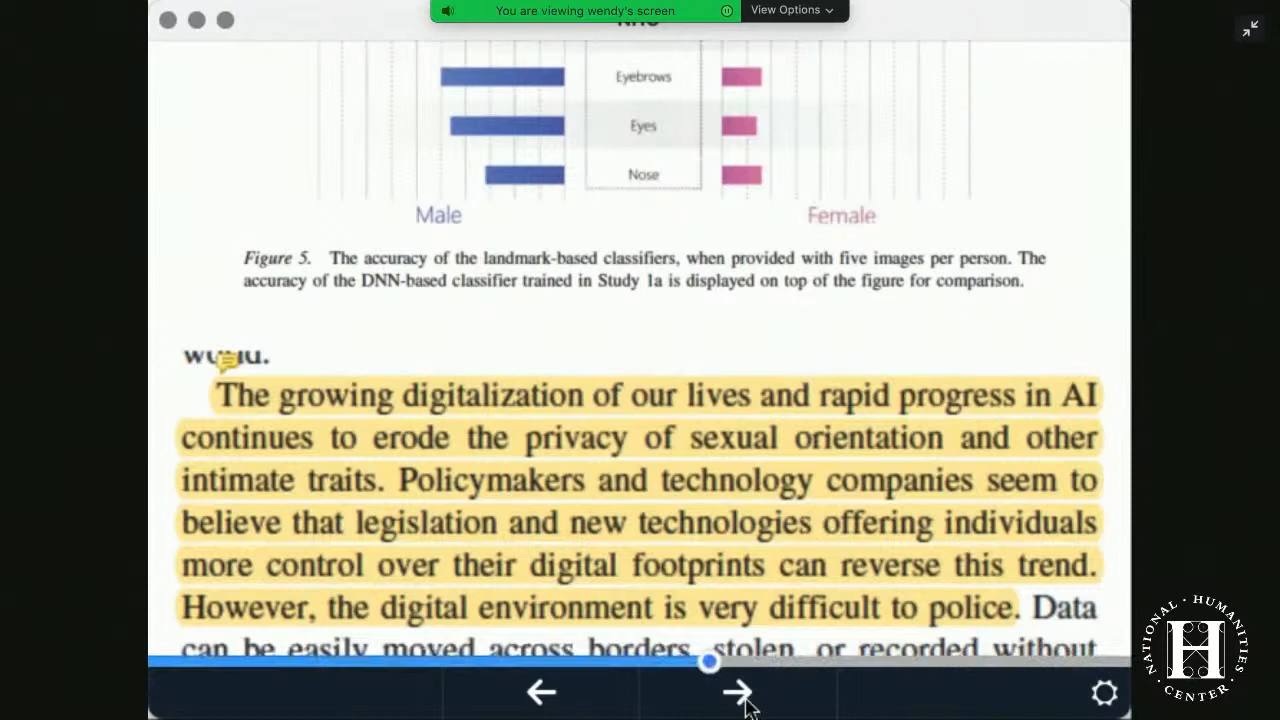 You are viewing wendy's screen
View Options
Eyebrows
Eyes
Nose
Male
Female
Figure 5. The accuracy of the landmark-based classifiers, when provided with five images per person. The
accuracy of the DNN-based classifier trained in Study 1a is displayed on top of the figure for comparison.
world.
The growing digitalization of our lives and rapid progress in AI
continues to erode the privacy of sexual orientation and other
intimate traits. Policymakers and technology companies seem to
believe that legislation and new technologies offering individuals
more control over their digital footprints can reverse this trend.
However, the digital environment is very difficult to police. Data
can be easily moved across borders, stolen, or recorded without
NATIONAL · HUMANITIES
CENTER
H